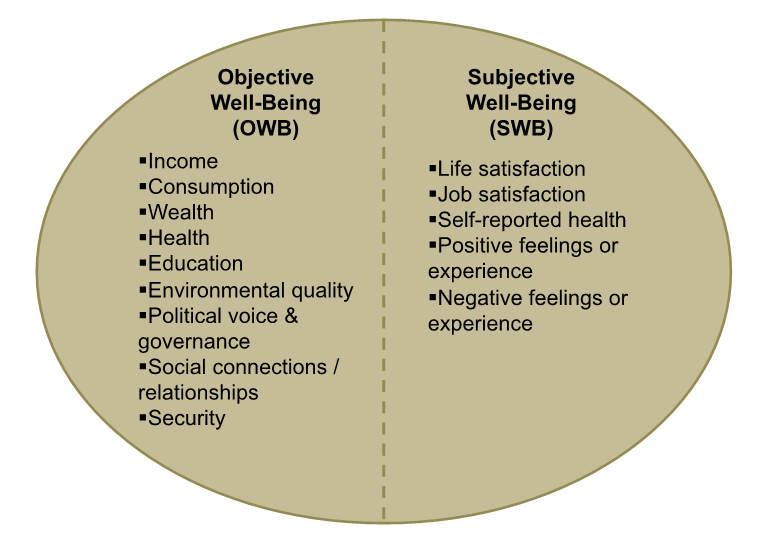 Objective
Well-Being
(OWB)
▪Income
▪Consumption
▪Wealth
▪Health
▪Education
▪Environmental quality
▪Political voice &
governance
▪Social connections /
relationships
▪Security
Subjective
Well-Being
(SWB)
▪Life satisfaction
▪Job satisfaction
▪Self-reported health
▪Positive feelings or
experience
▪Negative feelings or
experience